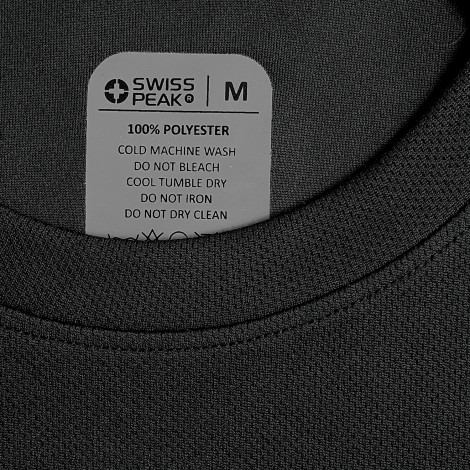 SWISS
PEAK® | M
100% POLYESTER
COLD MACHINE WASH
DO NOT BLEACH
COOL TUMBLE DRY
DO NOT IRON
DO NOT DRY CLEAN